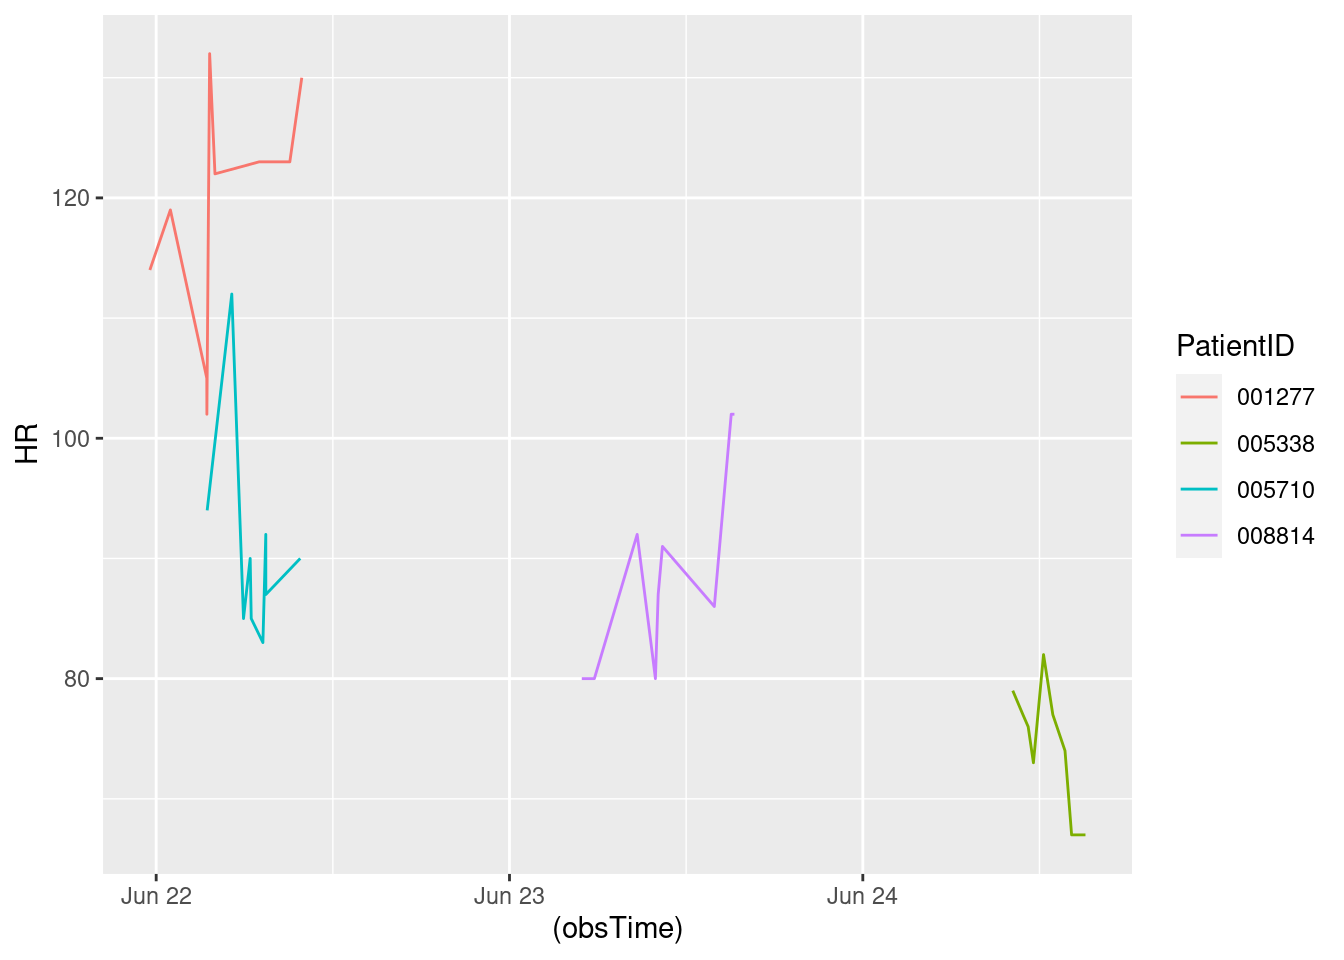 120
100
80
HR
Jun 22
Jun 23
Jun 24
(obsTime)
PatientID
001277
005338
005710
008814